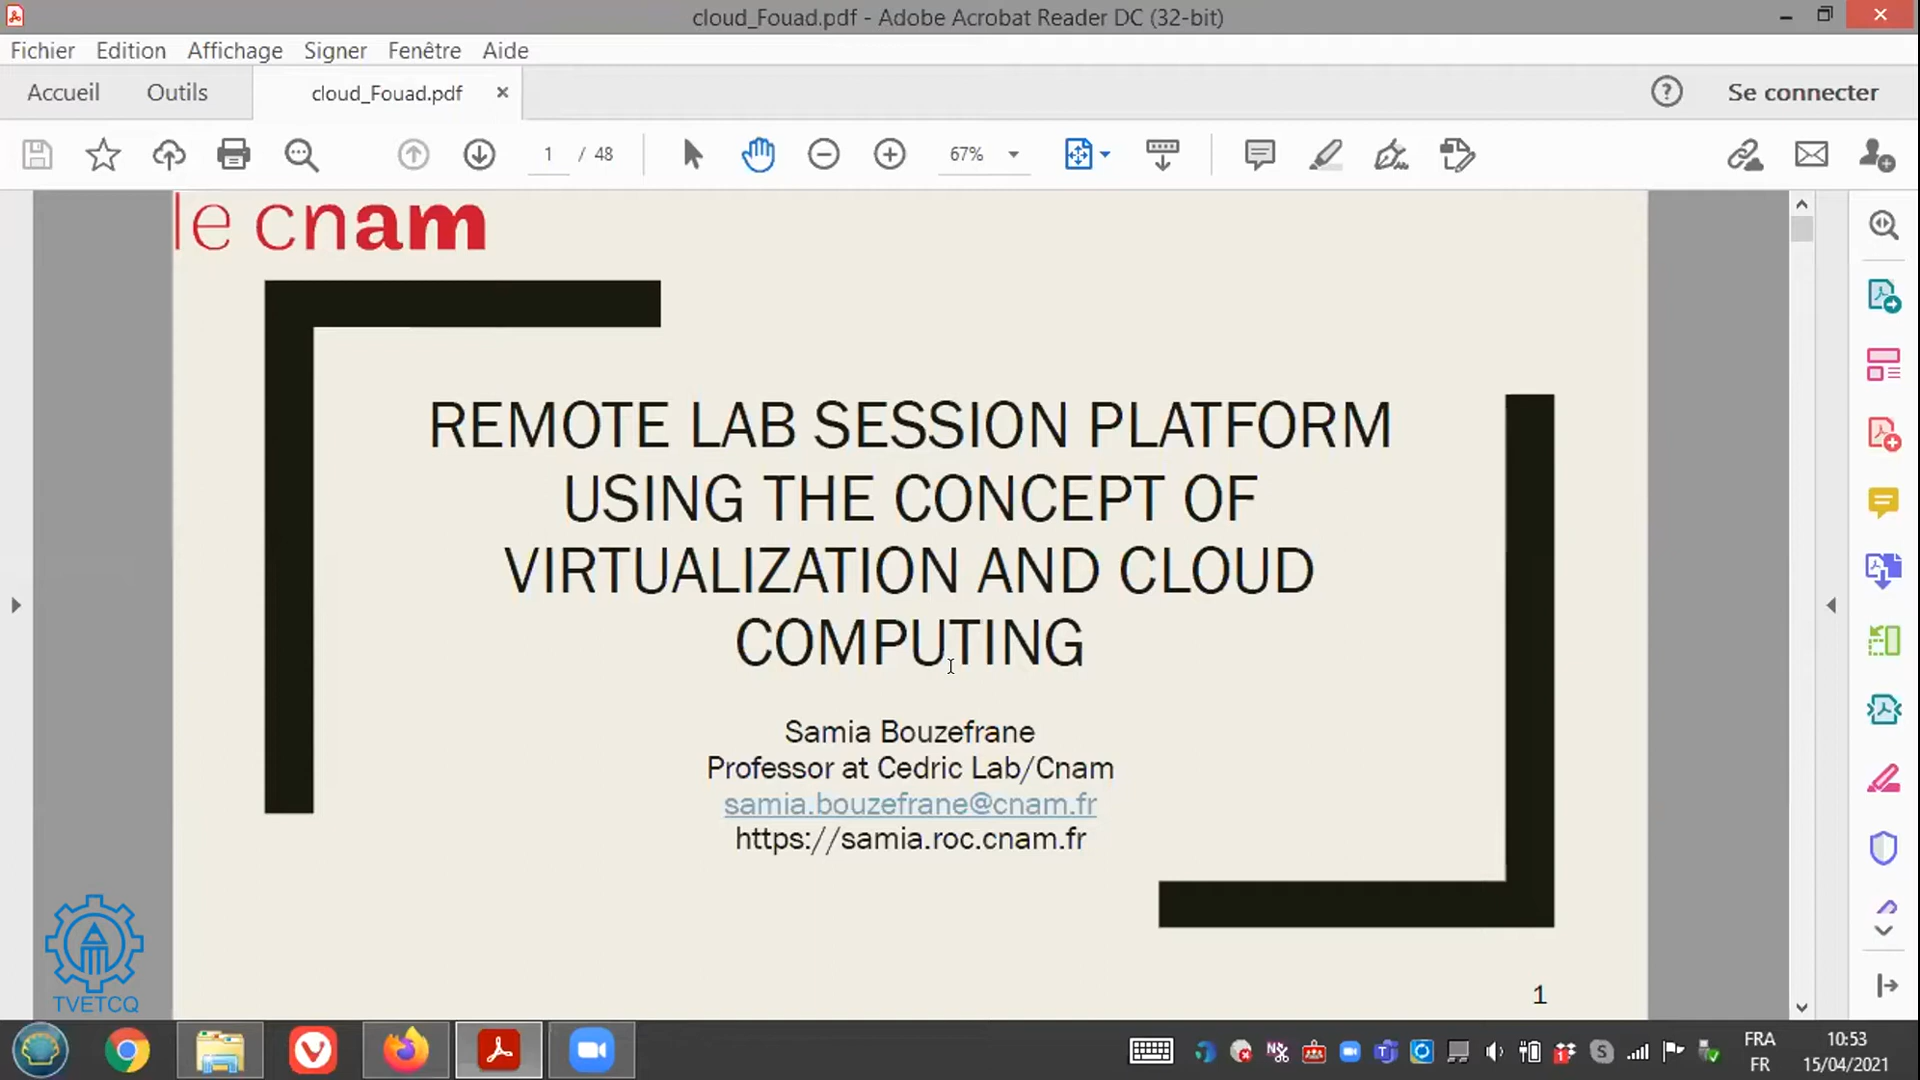 cloud_Fouad.pdf - Adobe Acrobat Reader DC (32-bit)
Fichier Edition Affichage Signer Fenêtre Aide
Accueil Outils cloud_Fouad.pdf × ? Se connecter
1 / 48 67%
le cnam
REMOTE LAB SESSION PLATFORM
USING THE CONCEPT OF
VIRTUALIZATION AND CLOUD
COMPUTING
Samia Bouzefrane
Professor at Cedric Lab/Cnam
samia.bouzefrane@cnam.fr
https://samia.roc.cnam.fr
TVETCQ
1
FRA 10:53
FR 15/04/2021